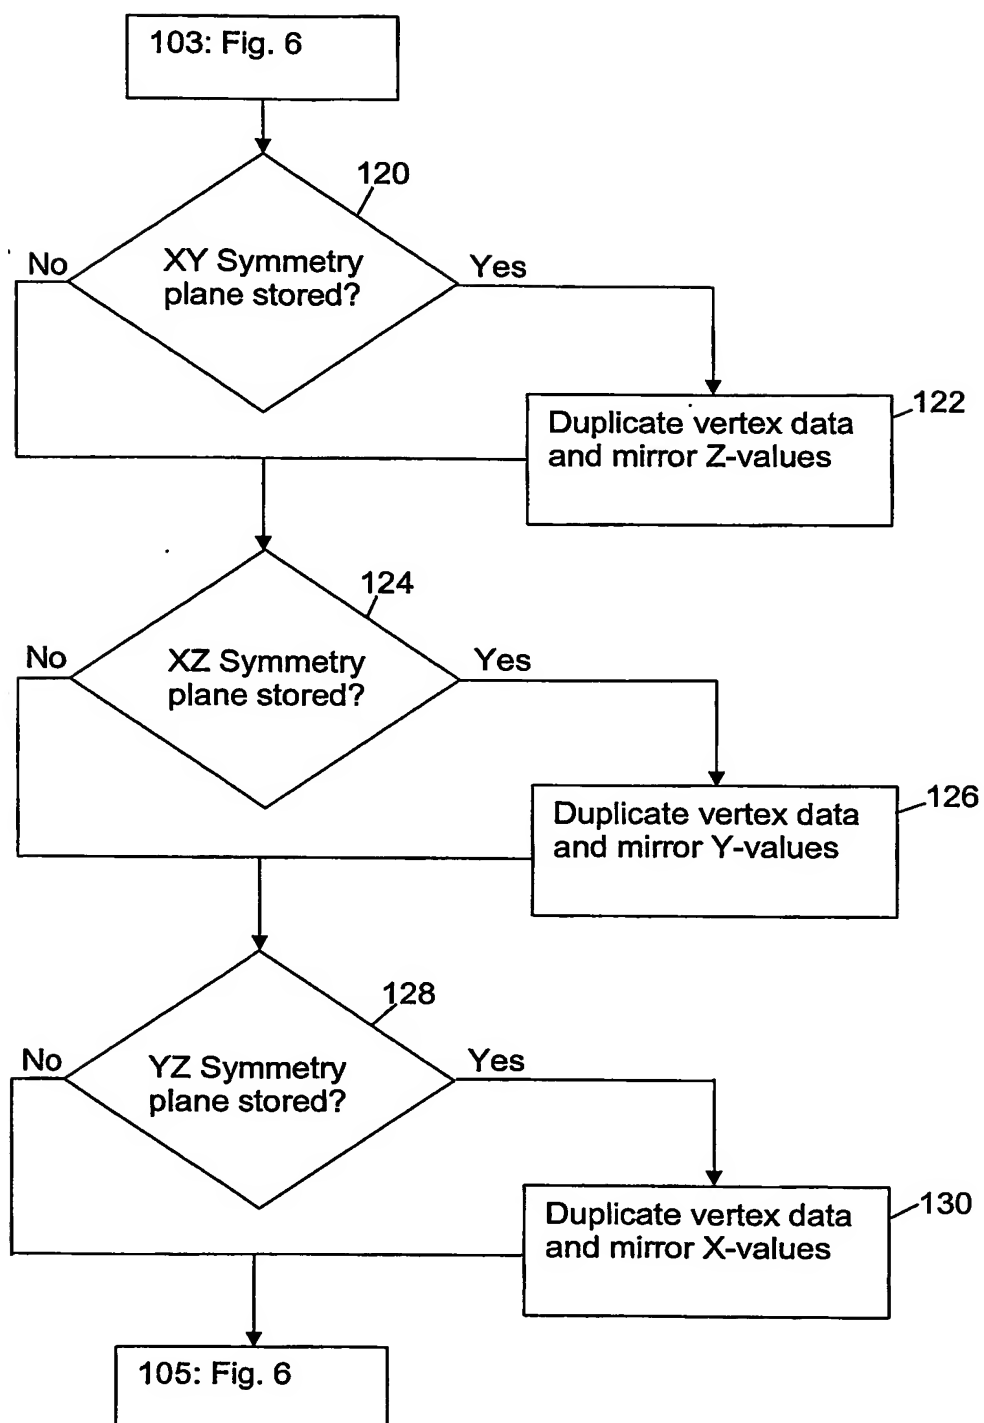 103: Fig. 6
120
No
XY Symmetry
plane stored?
Yes
122
Duplicate vertex data
and mirror Z-values
124
No
XZ Symmetry
plane stored?
Yes
126
Duplicate vertex data
and mirror Y-values
128
No
YZ Symmetry
plane stored?
Yes
130
Duplicate vertex data
and mirror X-values
105: Fig. 6